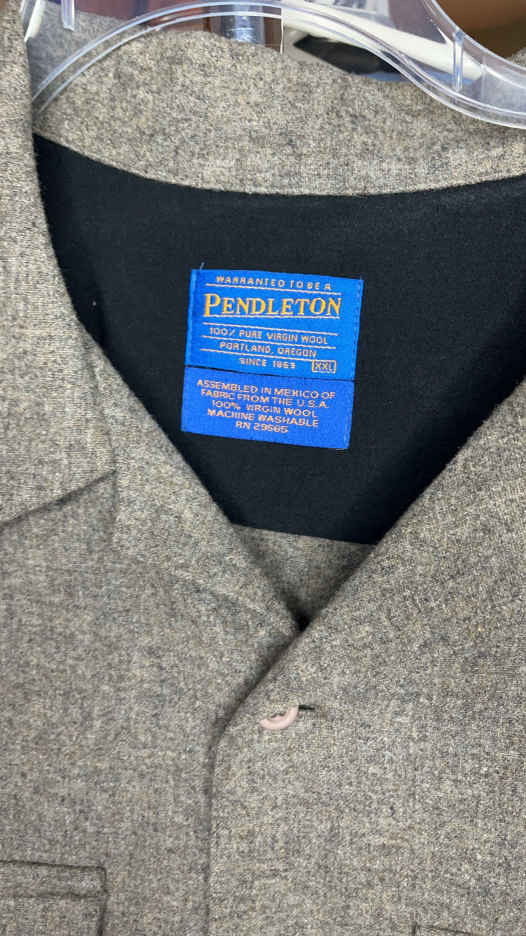 WARRANTED TO BE A
PENDLETON
100% PURE VIRGIN WOOL
PORTLAND, OREGON
SINCE 1863 XXL
ASSEMBLED IN MEXICO OF
FABRIC FROM THE U.S.A.
100% VIRGIN WOOL
MACHINE WASHABLE
RN 29685